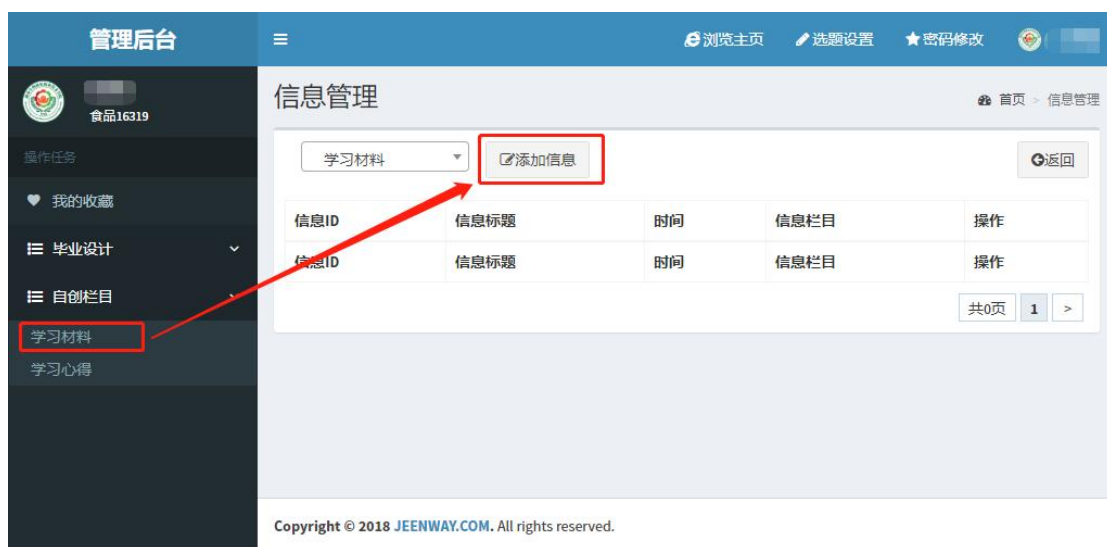 管理后台
浏览主页 选题设置 密码修改
食品16319
信息管理
首页 > 信息管理
操作任务
学习材料 添加信息 返回
我的收藏
信息ID 信息标题 时间 信息栏目 操作
毕业设计
信息ID 信息标题 时间 信息栏目 操作
自创栏目
共0页 1 >
学习材料
学习心得
Copyright © 2018 JEENWAY.COM. All rights reserved.